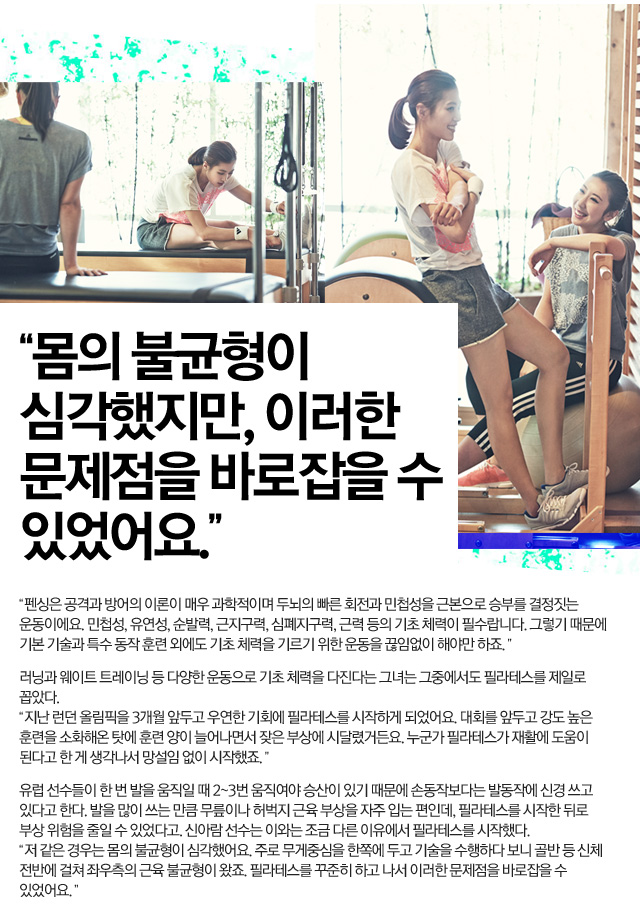 “몸의 불균형이
심각했지만, 이러한
문제점을 바로잡을 수
있었어요.”
“ 펜싱은 공격과 방어의 이론이 매우 과학적이며 두뇌의 빠른 회전과 민첩성을 근본으로 승부를 결정짓는
운동이에요. 민첩성, 유연성, 순발력, 근지구력, 심폐지구력, 근력 등의 기초 체력이 필수랍니다. 그렇기 때문에
기본 기술과 특수 동작 훈련 외에도 기초 체력을 기르기 위한 운동을 끊임없이 해야만 하죠. ”
러닝과 웨이트 트레이닝 등 다양한 운동으로 기초 체력을 다진다는 그녀는 그중에서도 필라테스를 제일로
꼽았다.
“ 지난 런던 올림픽을 3개월 앞두고 우연한 기회에 필라테스를 시작하게 되었어요. 대회를 앞두고 강도 높은
훈련을 소화해온 탓에 훈련 양이 늘어나면서 잦은 부상에 시달렸거든요. 누군가 필라테스가 재활에 도움이
된다고 한 게 생각나서 망설임 없이 시작했죠. ”
유럽 선수들이 한 번 발을 움직일 때 2~3번 움직여야 승산이 있기 때문에 손동작보다는 발동작에 신경 쓰고
있다고 한다. 발을 많이 쓰는 만큼 무릎이나 허벅지 근육 부상을 자주 입는 편인데, 필라테스를 시작한 뒤로
부상 위험을 줄일 수 있었다고. 신아람 선수는 이와는 조금 다른 이유에서 필라테스를 시작했다.
“ 저 같은 경우는 몸의 불균형이 심각했어요. 주로 무게중심을 한쪽에 두고 기술을 수행하다 보니 골반 등 신체
전반에 걸쳐 좌우측의 근육 불균형이 왔죠. 필라테스를 꾸준히 하고 나서 이러한 문제점을 바로잡을 수
있었어요. ”